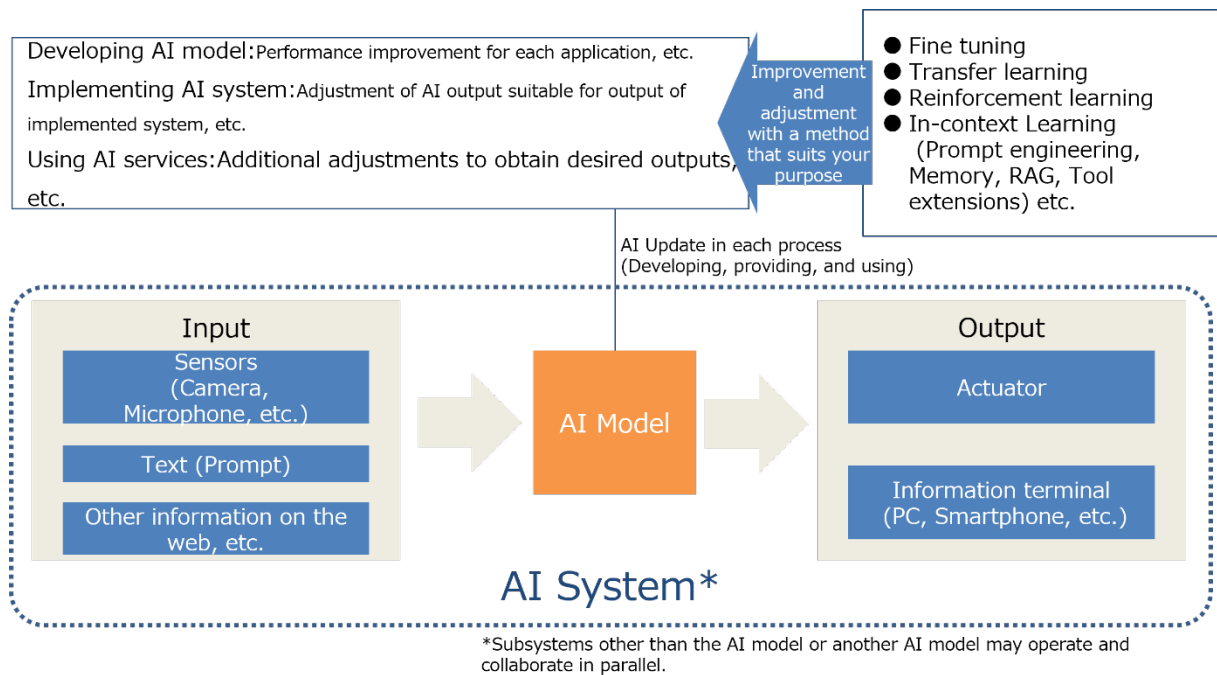 Developing AI model:Performance improvement for each application, etc.
Implementing AI system:Adjustment of AI output suitable for output of
implemented system, etc.
Using AI services:Additional adjustments to obtain desired outputs,
etc.
Improvement
and
adjustment
with a method
that suits your
purpose
● Fine tuning
● Transfer learning
● Reinforcement learning
● In-context Learning
(Prompt engineering,
Memory, RAG, Tool
extensions) etc.
AI Update in each process
(Developing, providing, and using)
Input
Sensors
(Camera,
Microphone, etc.)
Text (Prompt)
Other information on the
web, etc.
AI Model
Output
Actuator
Information terminal
(PC, Smartphone, etc.)
AI System*
*Subsystems other than the AI model or another AI model may operate and
collaborate in parallel.